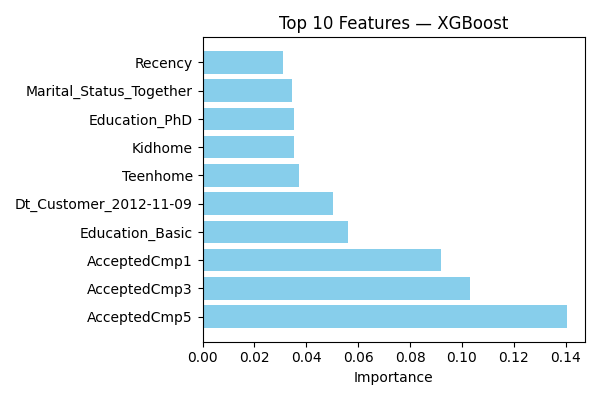 Top 10 Features — XGBoost
Recency
Marital_Status_Together
Education_PhD
Kidhome
Teenhome
Dt_Customer_2012-11-09
Education_Basic
AcceptedCmp1
AcceptedCmp3
AcceptedCmp5
0.00 0.02 0.04 0.06 0.08 0.10 0.12 0.14
Importance